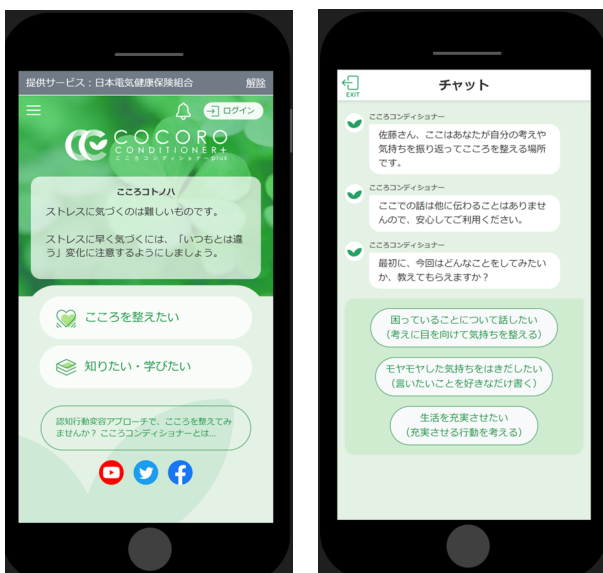 提供サービス：日本電気健康保険組合
解除
ログイン
COCORO
CONDITIONER+
こころコンディショナーplus
こころコトノハ
ストレスに気づくのは難しいものです。
ストレスに早く気づくには、「いつもとは違
う」変化に注意するようにしましょう。
こころを整えたい
知りたい・学びたい
認知行動変容アプローチで、こころを整えてみ
ませんか？ こころコンディショナーとは...
EXIT
チャット
こころコンディショナー
佐藤さん、ここはあなたが自分の考えや
気持ちを振り返ってこころを整える場所
です。
こころコンディショナー
ここでの話は他に伝わることはありませ
んので、安心してご利用ください。
こころコンディショナー
最初に、今回はどんなことをしてみたい
か、教えてもらえますか？
困っていることについて話したい
（考えに目を向けて気持ちを整える）
モヤモヤした気持ちをはきだしたい
（言いたいことを好きなだけ書く）
生活を充実させたい
（充実させる行動を考える）